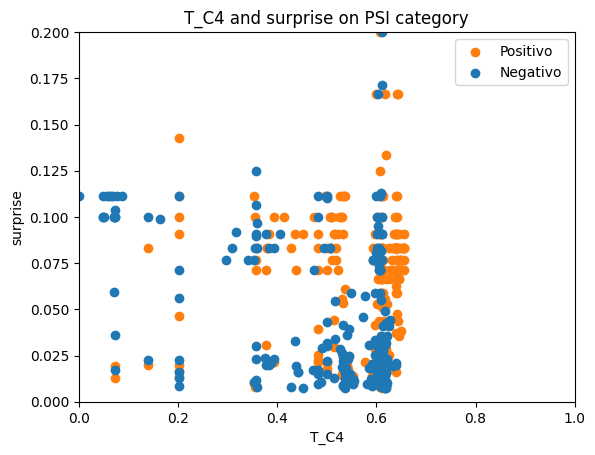 T_C4 and surprise on PSI category
Positivo
Negativo
surprise
0.200
0.175
0.150
0.125
0.100
0.075
0.050
0.025
0.000
0.0 0.2 0.4 0.6 0.8 1.0
T_C4